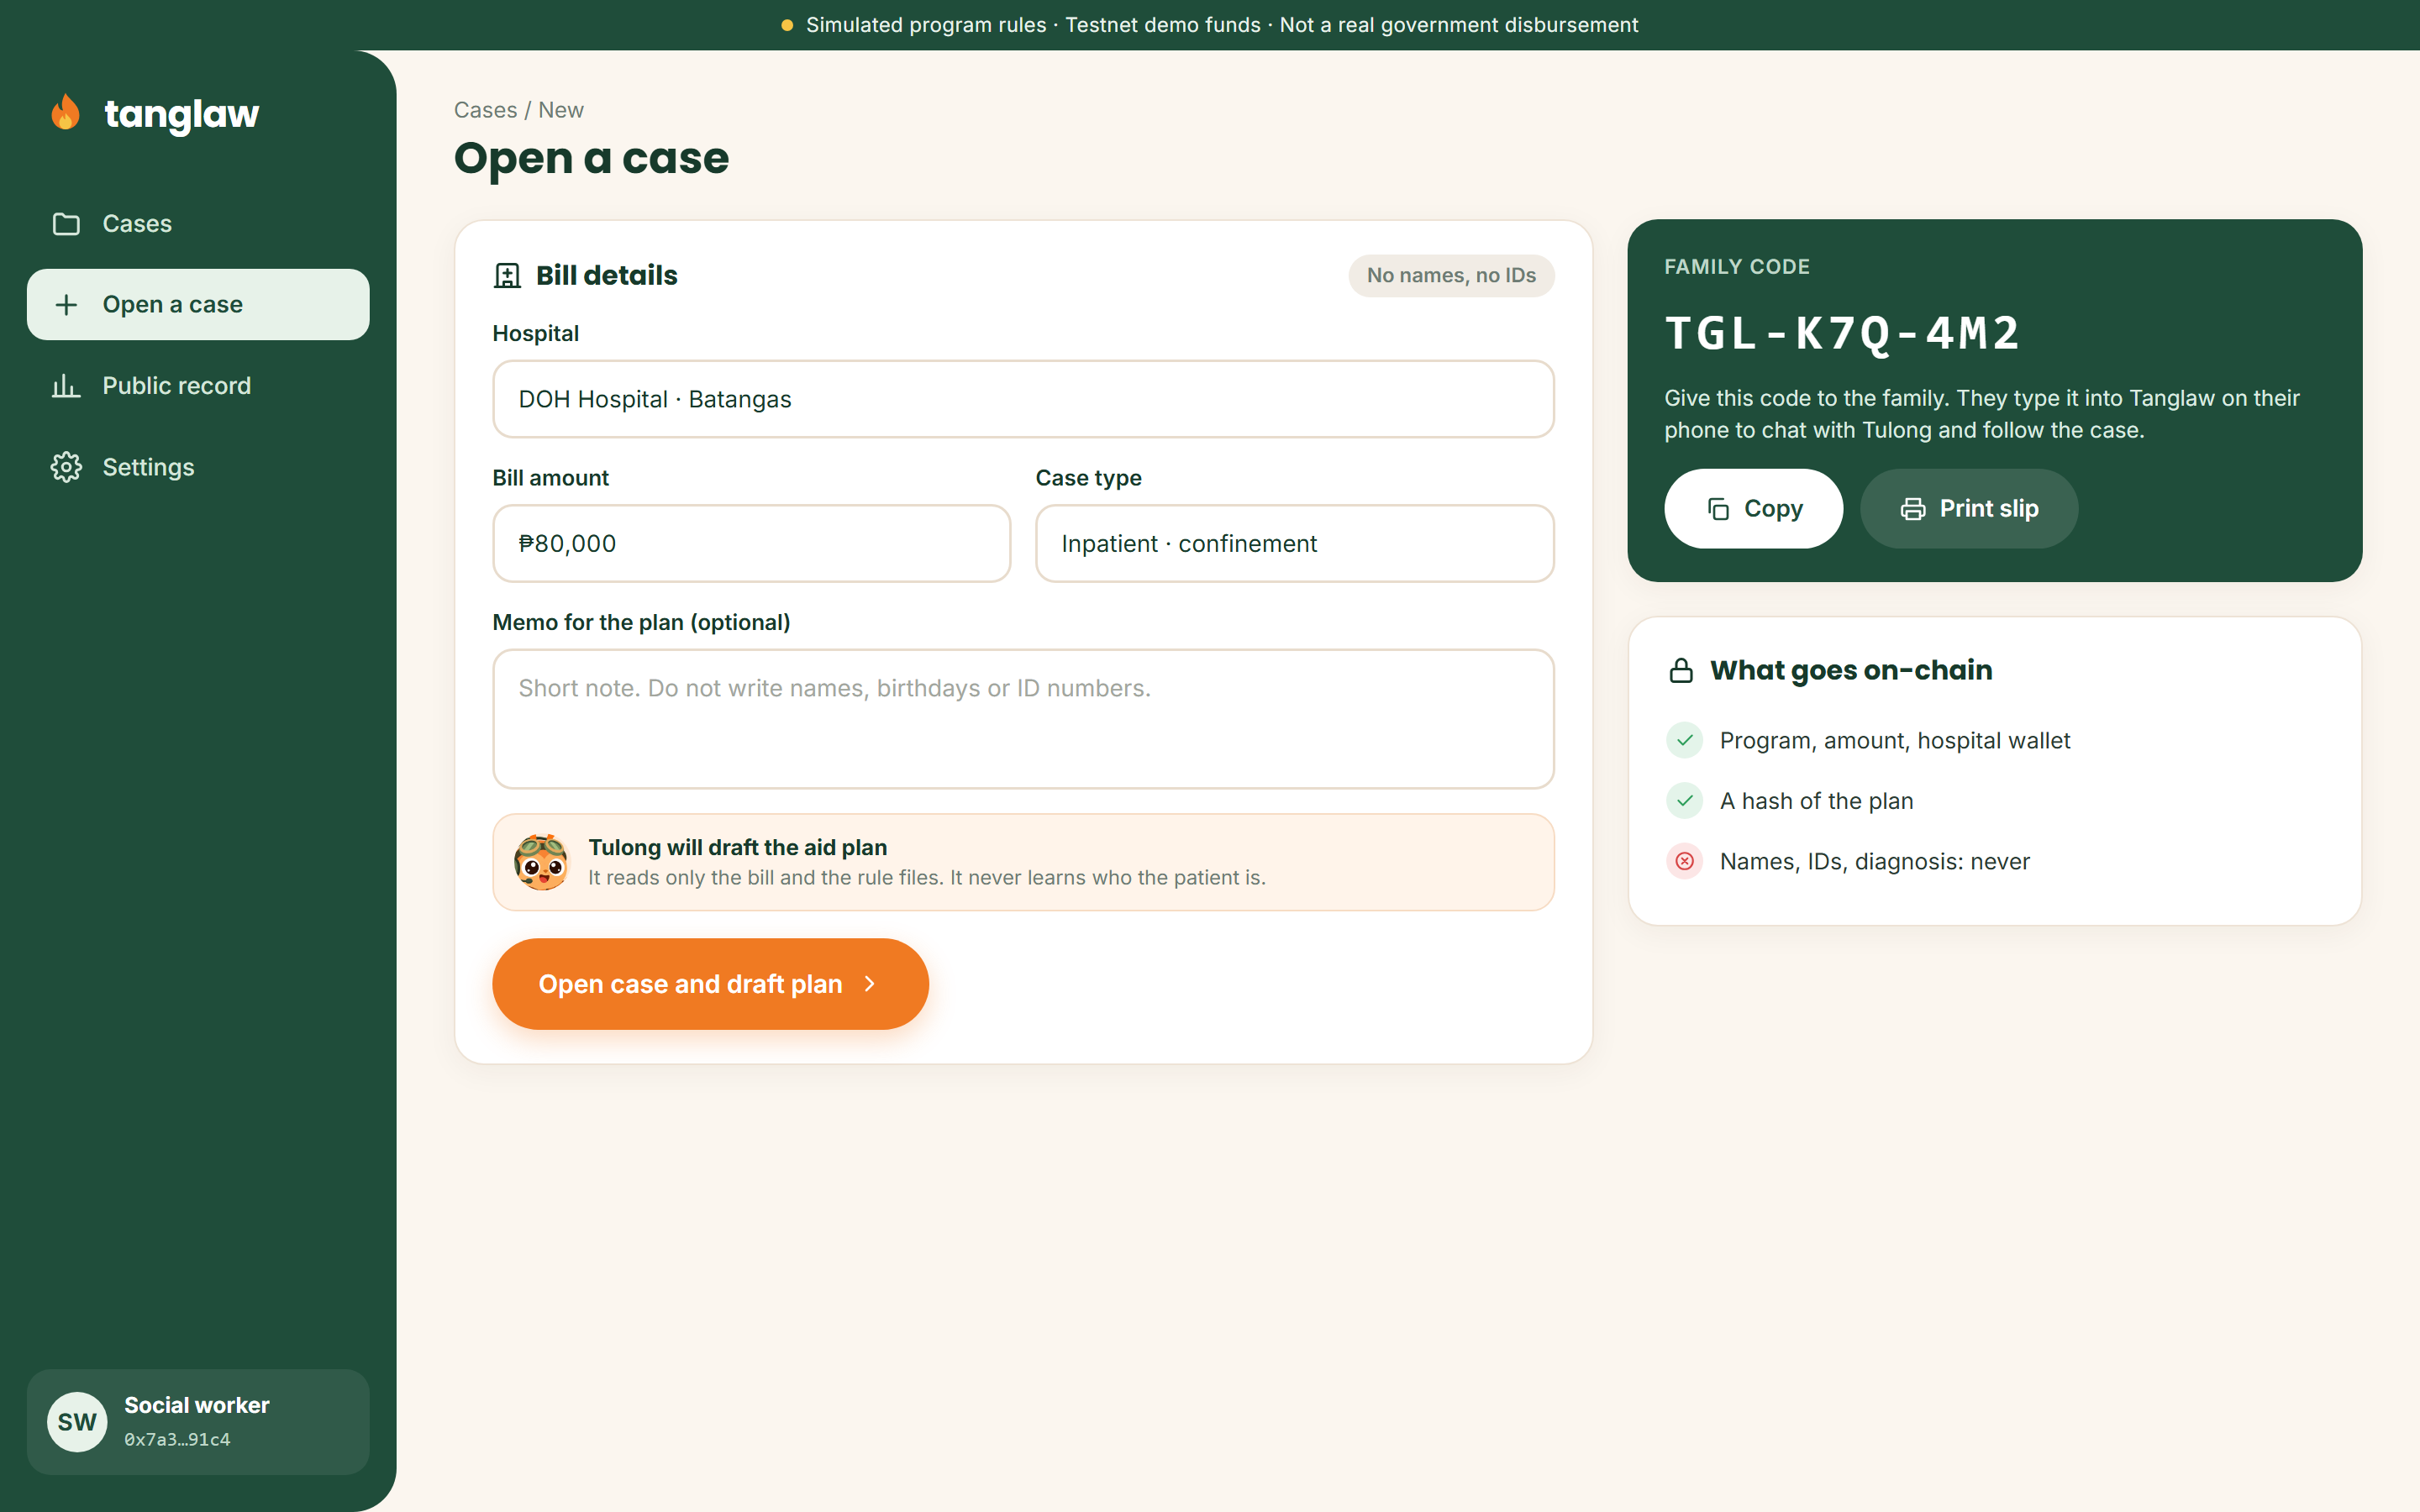 Simulated program rules · Testnet demo funds · Not a real government disbursement
tanglaw
Cases
Open a case
Public record
Settings
SW
Social worker
0x7a3…91c4
Cases / New
Open a case
Bill details
No names, no IDs
Hospital
DOH Hospital · Batangas
Bill amount
Case type
₱80,000
Inpatient · confinement
Memo for the plan (optional)
Short note. Do not write names, birthdays or ID numbers.
Tulong will draft the aid plan
It reads only the bill and the rule files. It never learns who the patient is.
Open case and draft plan
FAMILY CODE
TGL-K7Q-4M2
Give this code to the family. They type it into Tanglaw on their
phone to chat with Tulong and follow the case.
Copy
Print slip
What goes on-chain
Program, amount, hospital wallet
A hash of the plan
Names, IDs, diagnosis: never